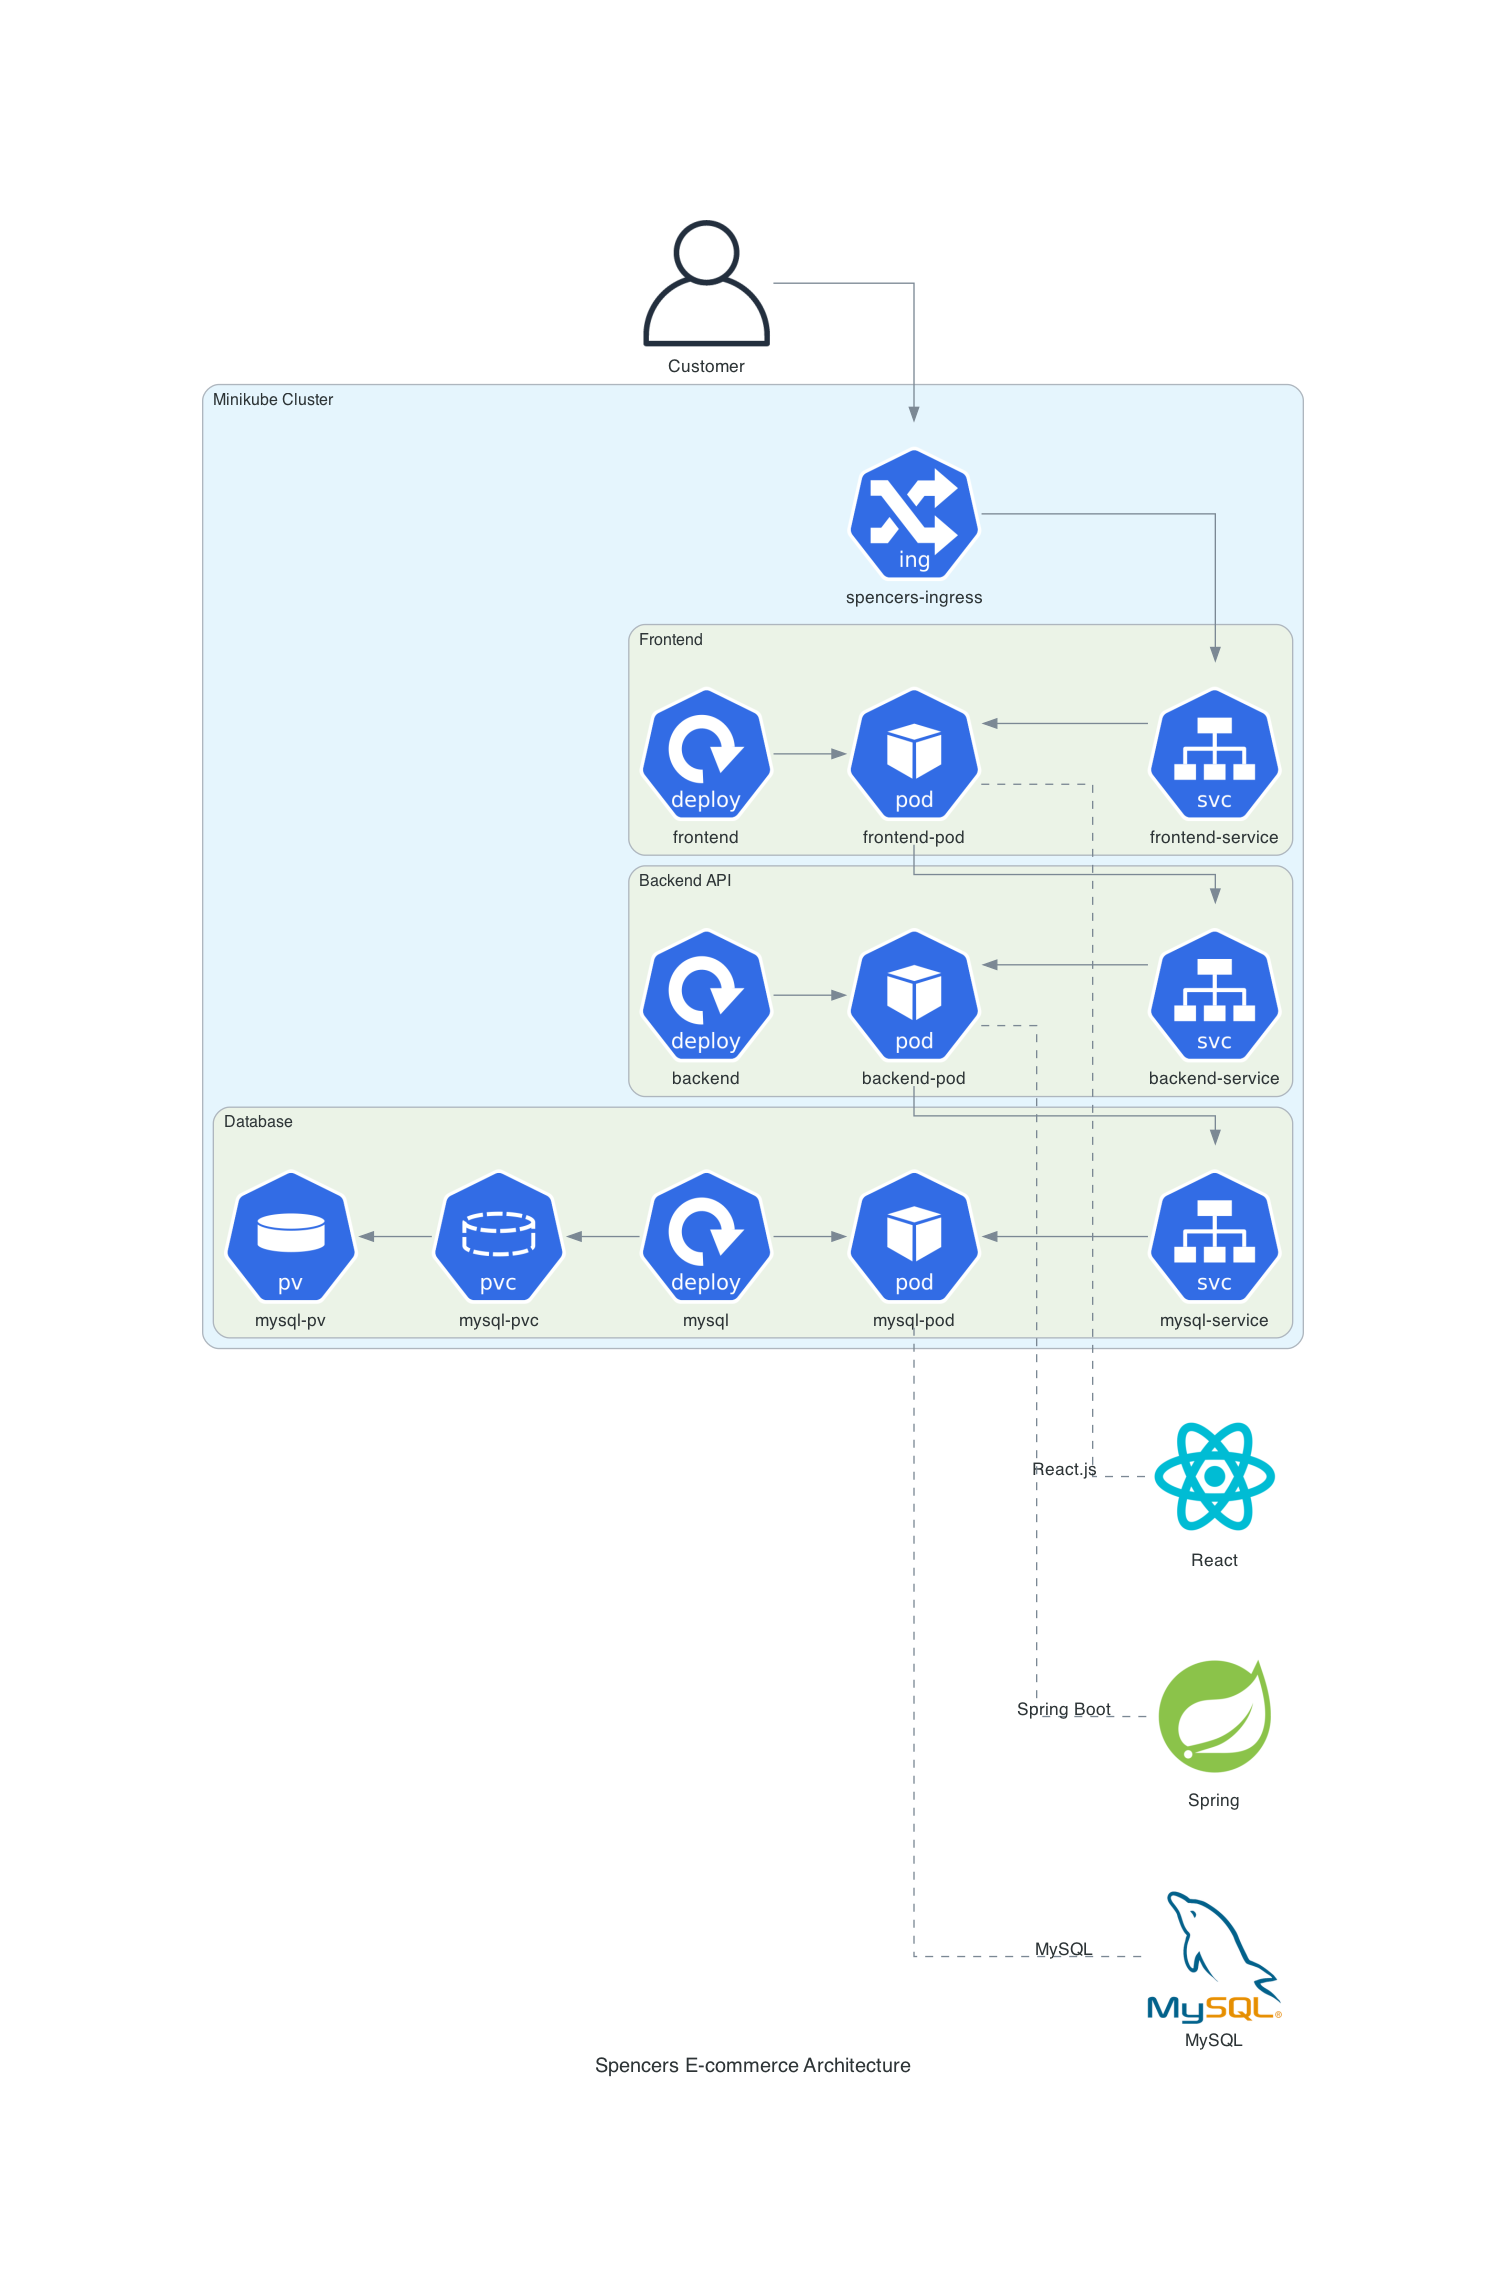 Customer
Minikube Cluster
ing
spencers-ingress
Frontend
deploy
pod
svc
frontend
frontend-pod
frontend-service
Backend API
deploy
pod
svc
backend
backend-pod
backend-service
Database
pv
pvc
deploy
pod
svc
mysql-pv
mysql-pvc
mysql
mysql-pod
mysql-service
React.js
React
Spring Boot
Spring
MySQL
MySQL®
MySQL
Spencers E-commerce Architecture